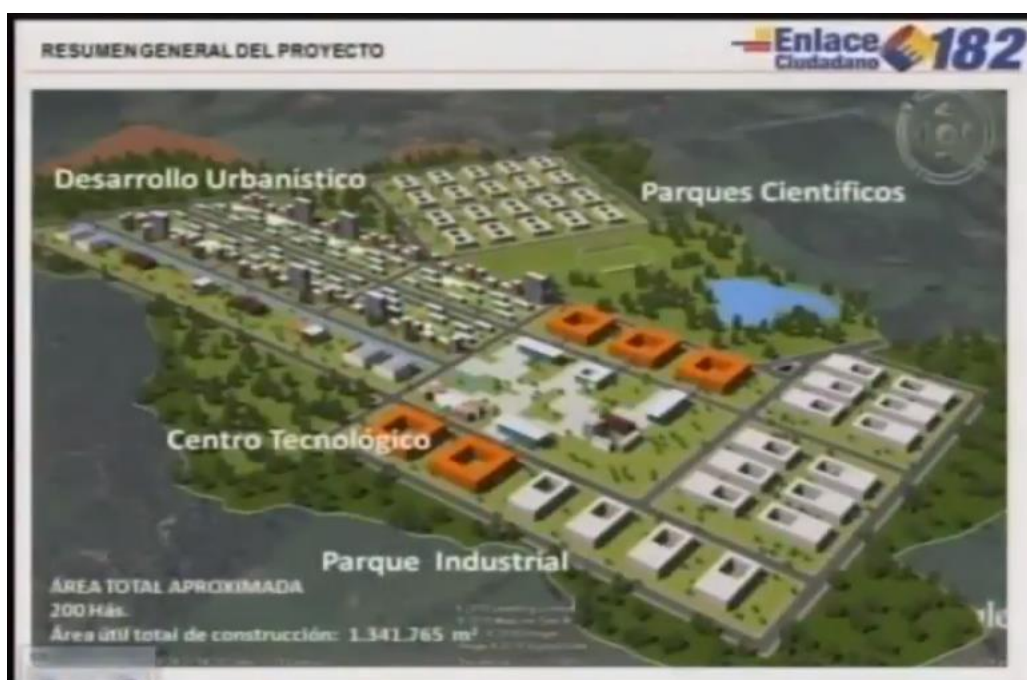 RESUMEN GENERAL DEL PROYECTO
Enlace
Ciudadano
182
Desarrollo Urbanístico
Parques Científicos
Centro Tecnológico
Parque Industrial
ÁREA TOTAL APROXIMADA
200 Hás.
Área útil total de construcción: 1.341.765 m²